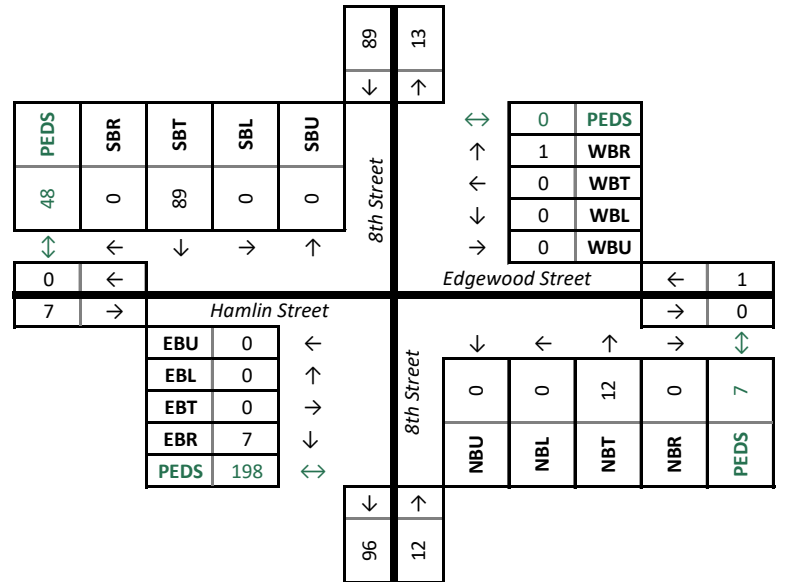 89 13
↓ ↑
PEDS SBR SBT SBL SBU
48 0 89 0 0
↕ ← ↓ → ↑
8th Street
↔ 0 PEDS
↑ 1 WBR
← 0 WBT
↓ 0 WBL
→ 0 WBU
0 ←
7 →
Hamlin Street
Edgewood Street
← 1
→ 0
EBU 0 ←
EBL 0 ↑
EBT 0 →
EBR 7 ↓
PEDS 198 ↔
8th Street
↓ ← ↑ → ↕
0 0 12 0 7
NBU NBL NBT NBR PEDS
↓ ↑
96 12